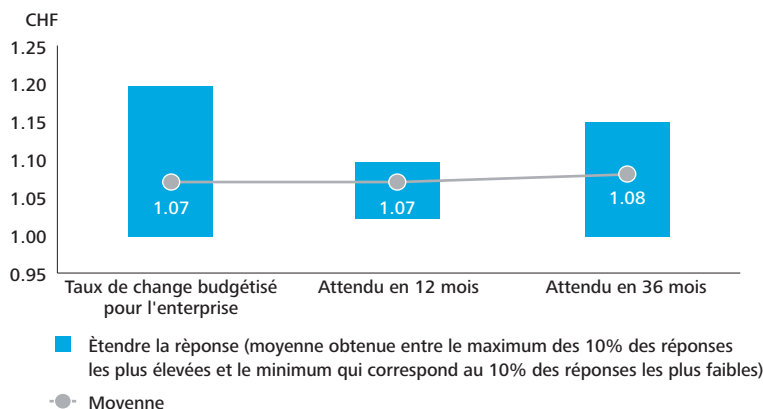 CHF
1.25
1.20
1.15
1.10
1.05
1.00
0.95
1.07
1.07
1.08
Taux de change budgétisé
pour l'enterprise
Attendu en 12 mois
Attendu en 36 mois
Ètendre la rèponse (moyenne obtenue entre le maximum des 10% des réponses
les plus élevées et le minimum qui correspond au 10% des réponses les plus faibles)
Movenne